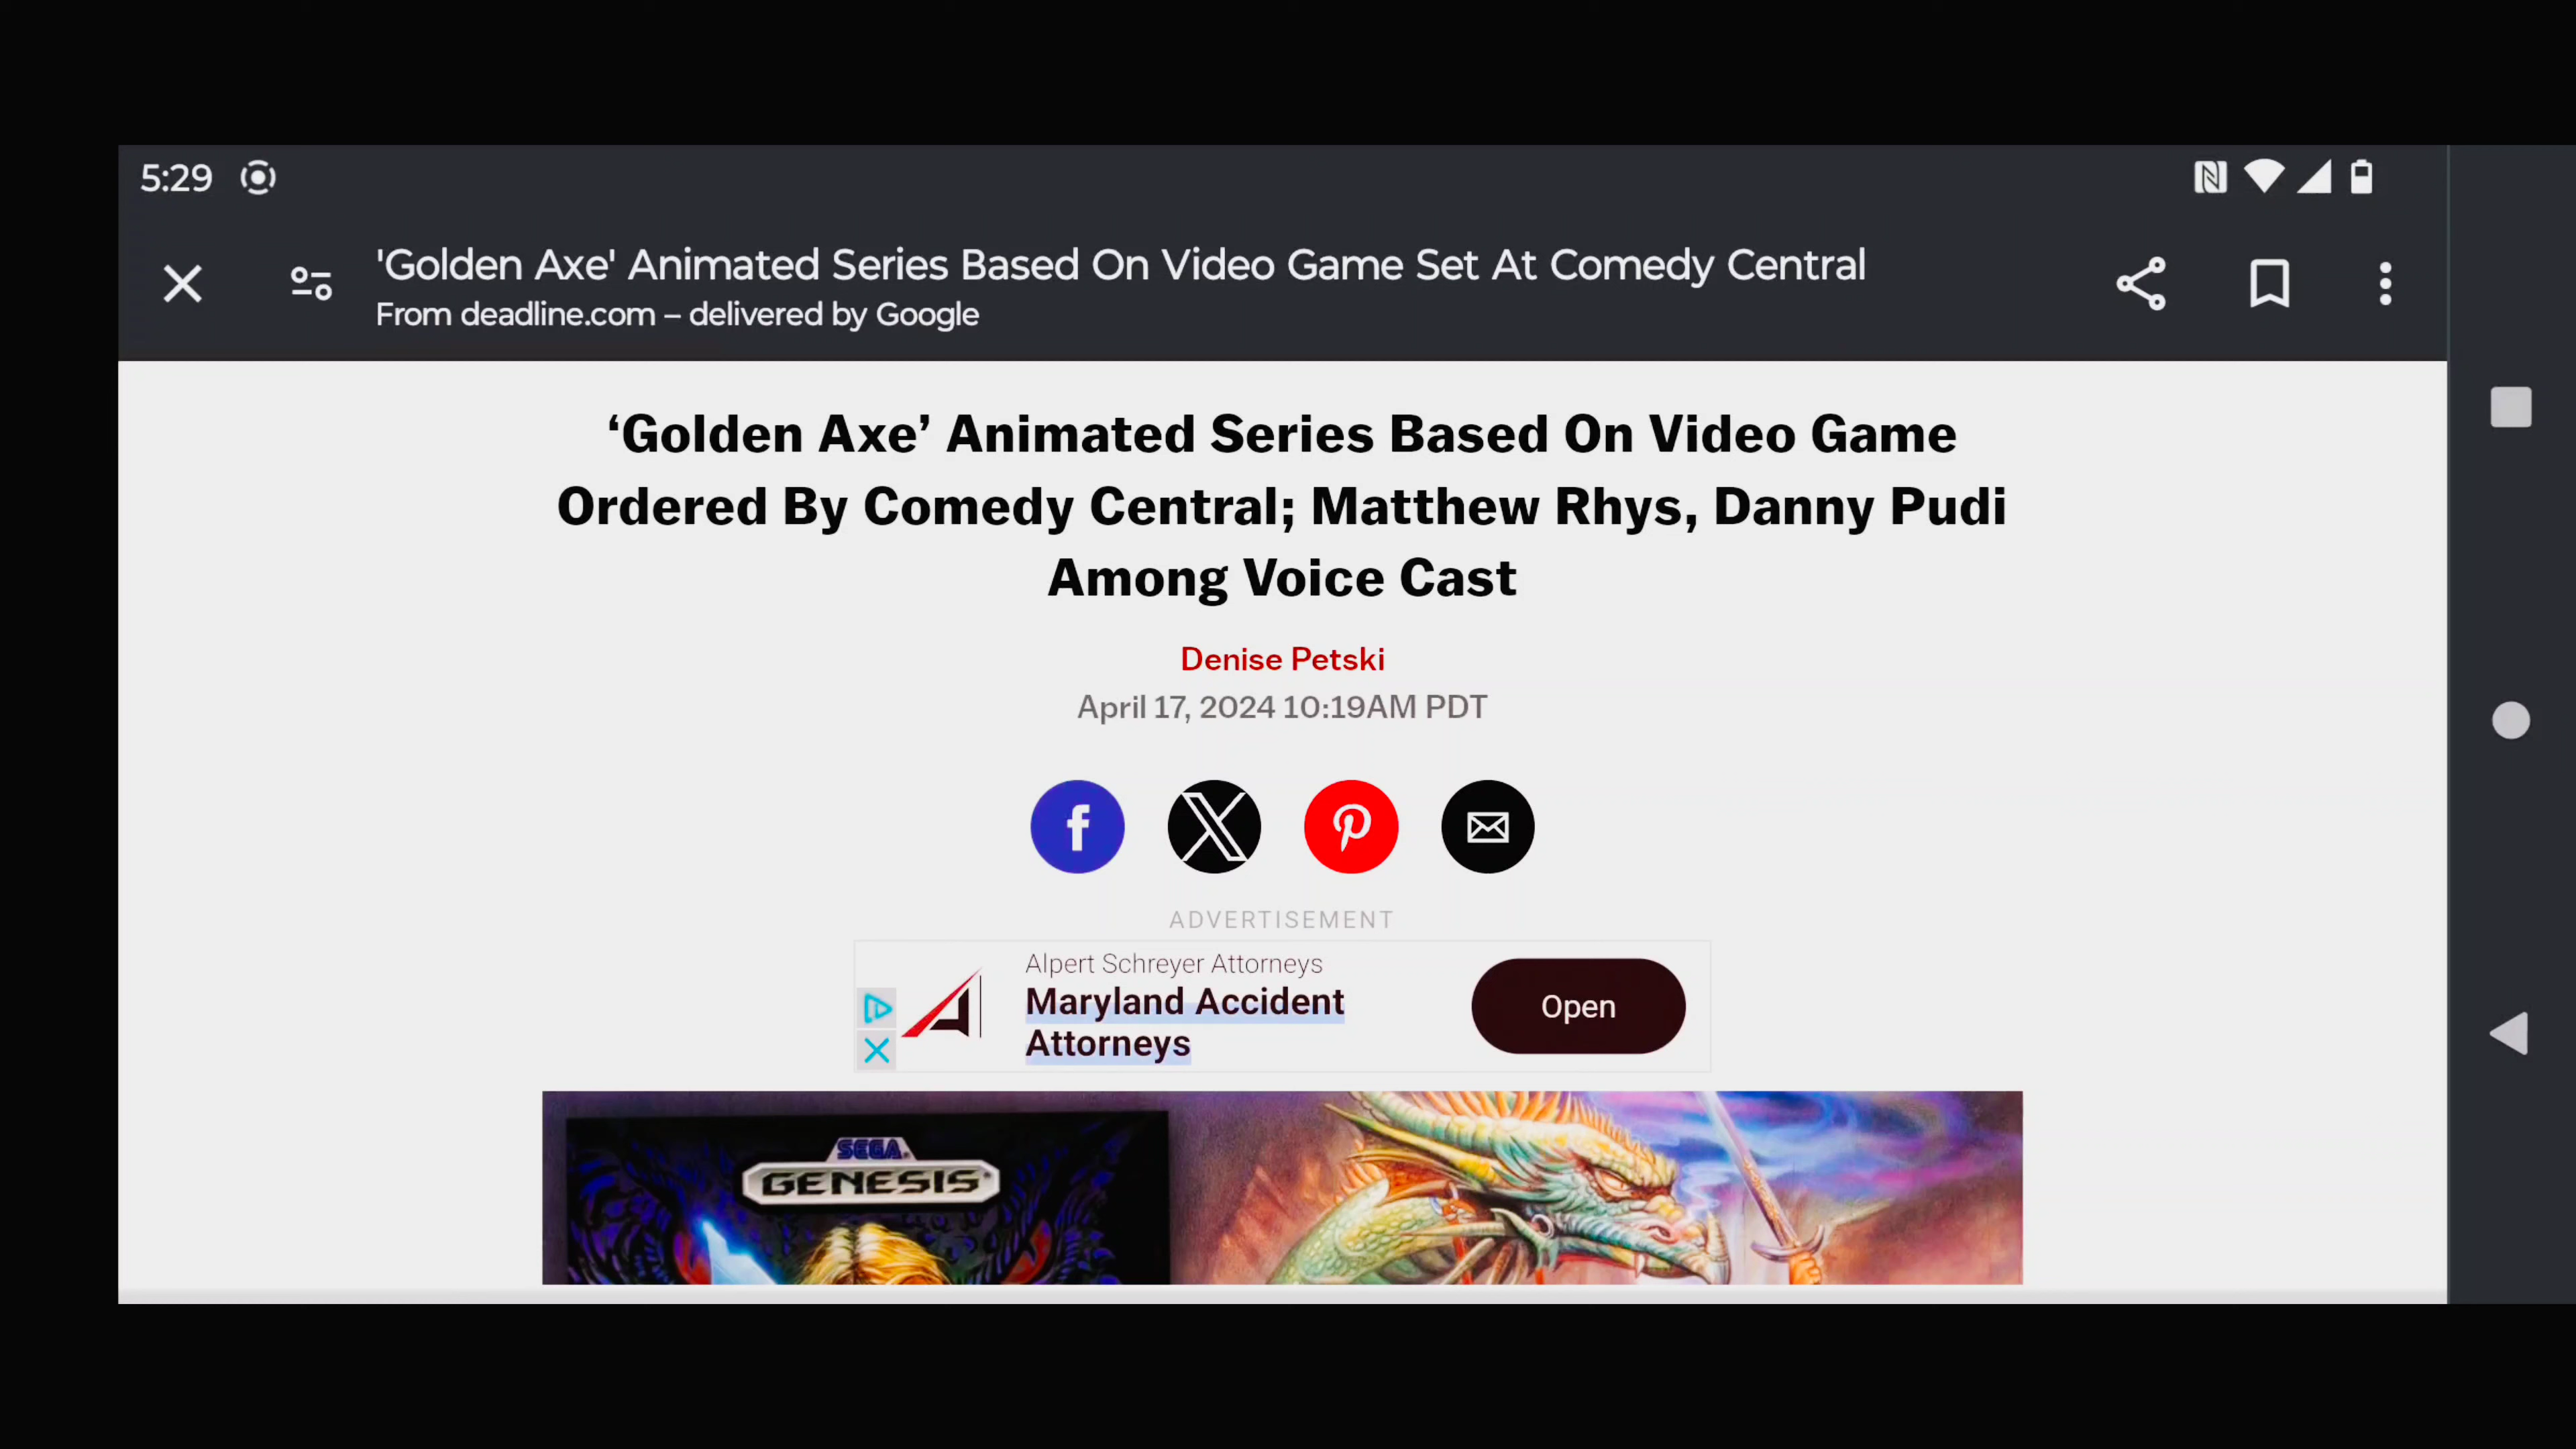 5:29
'Golden Axe' Animated Series Based On Video Game Set At Comedy Central
From deadline.com – delivered by Google
‘Golden Axe’ Animated Series Based On Video Game
Ordered By Comedy Central; Matthew Rhys, Danny Pudi
Among Voice Cast
Denise Petski
April 17, 2024 10:19AM PDT
ADVERTISEMENT
Alpert Schreyer Attorneys
Maryland Accident
Attorneys
Open
SEGA
GENESIS